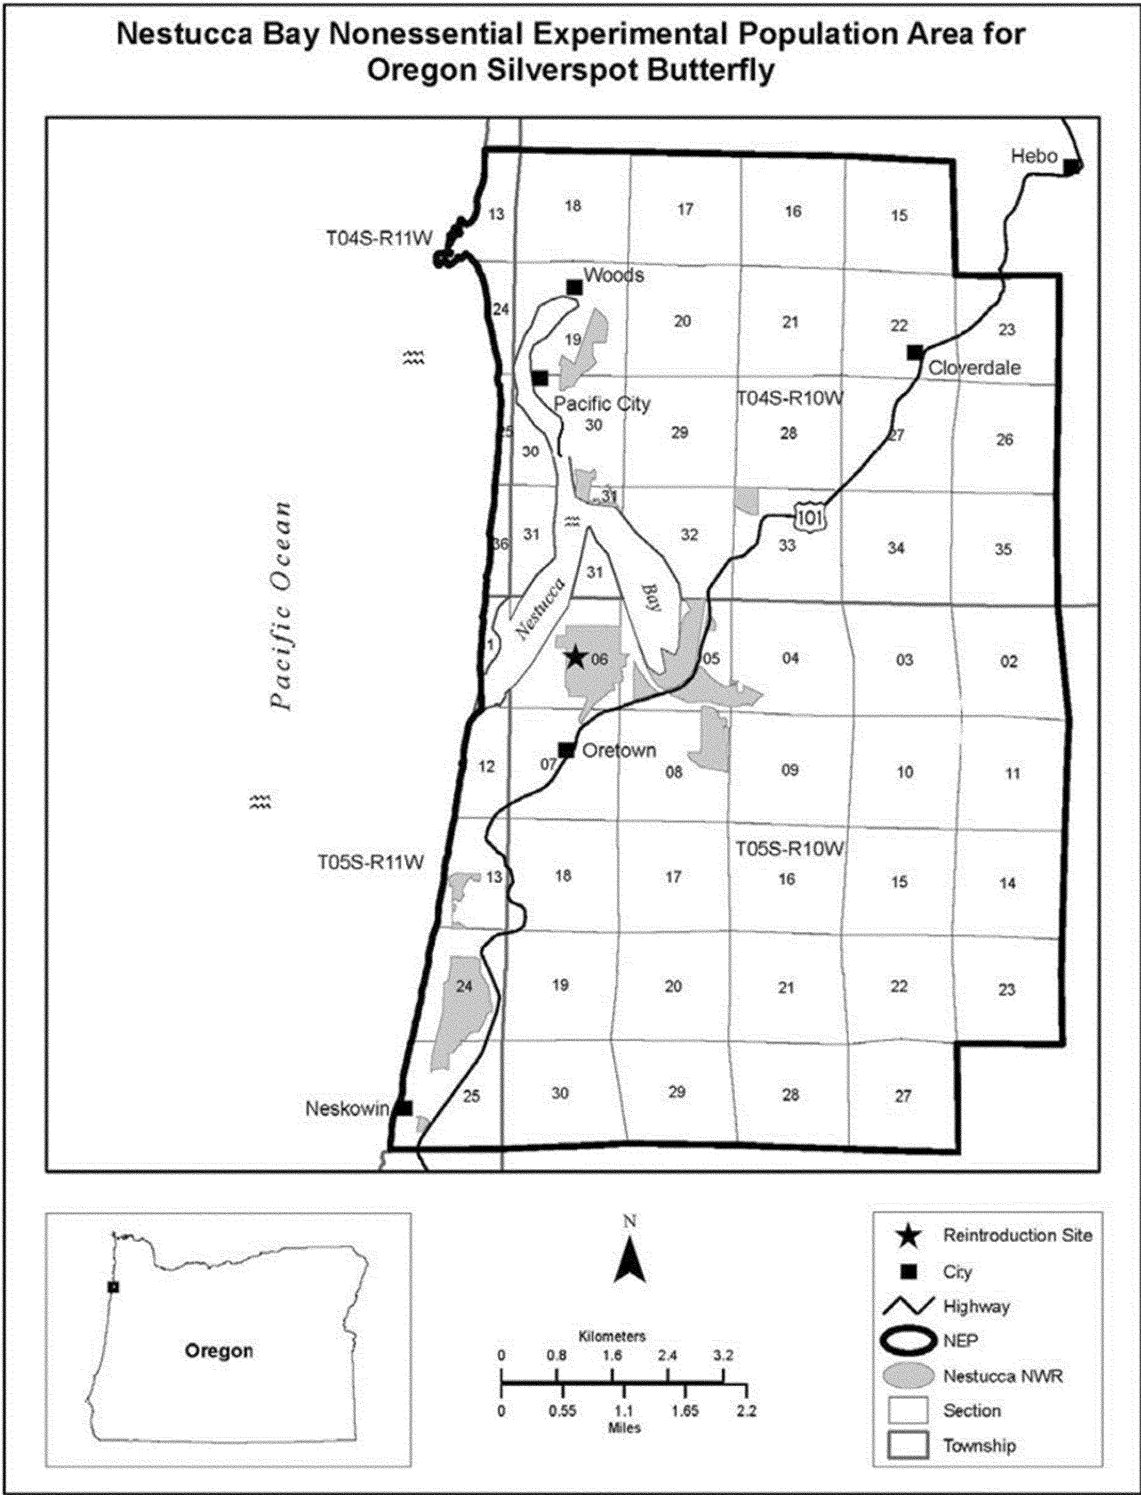 Nestucca Bay Nonessential Experimental Population Area for
Oregon Silverspot Butterfly
Hebo
13
18
17
16
15
T04S-R11W
Woods
24
19
20
21
22
23
Cloverdale
Pacific City
T04S-R10W
25
30
30
29
28
27
26
31
101
36
31
32
33
34
35
31
Pacific Ocean
Nestucca
Bay
1
06
05
04
03
02
12
07
Oretown
08
09
10
11
T05S-R11W
T05S-R10W
13
18
17
16
15
14
24
19
20
21
22
23
25
30
29
28
27
Neskowin
Oregon
N
Kilometers
0 0.8 1.6 2.4 3.2
0 0.55 1.1 1.65 2.2
Miles
Reintroduction Site
City
Highway
NEP
Nestucca NWR
Section
Township